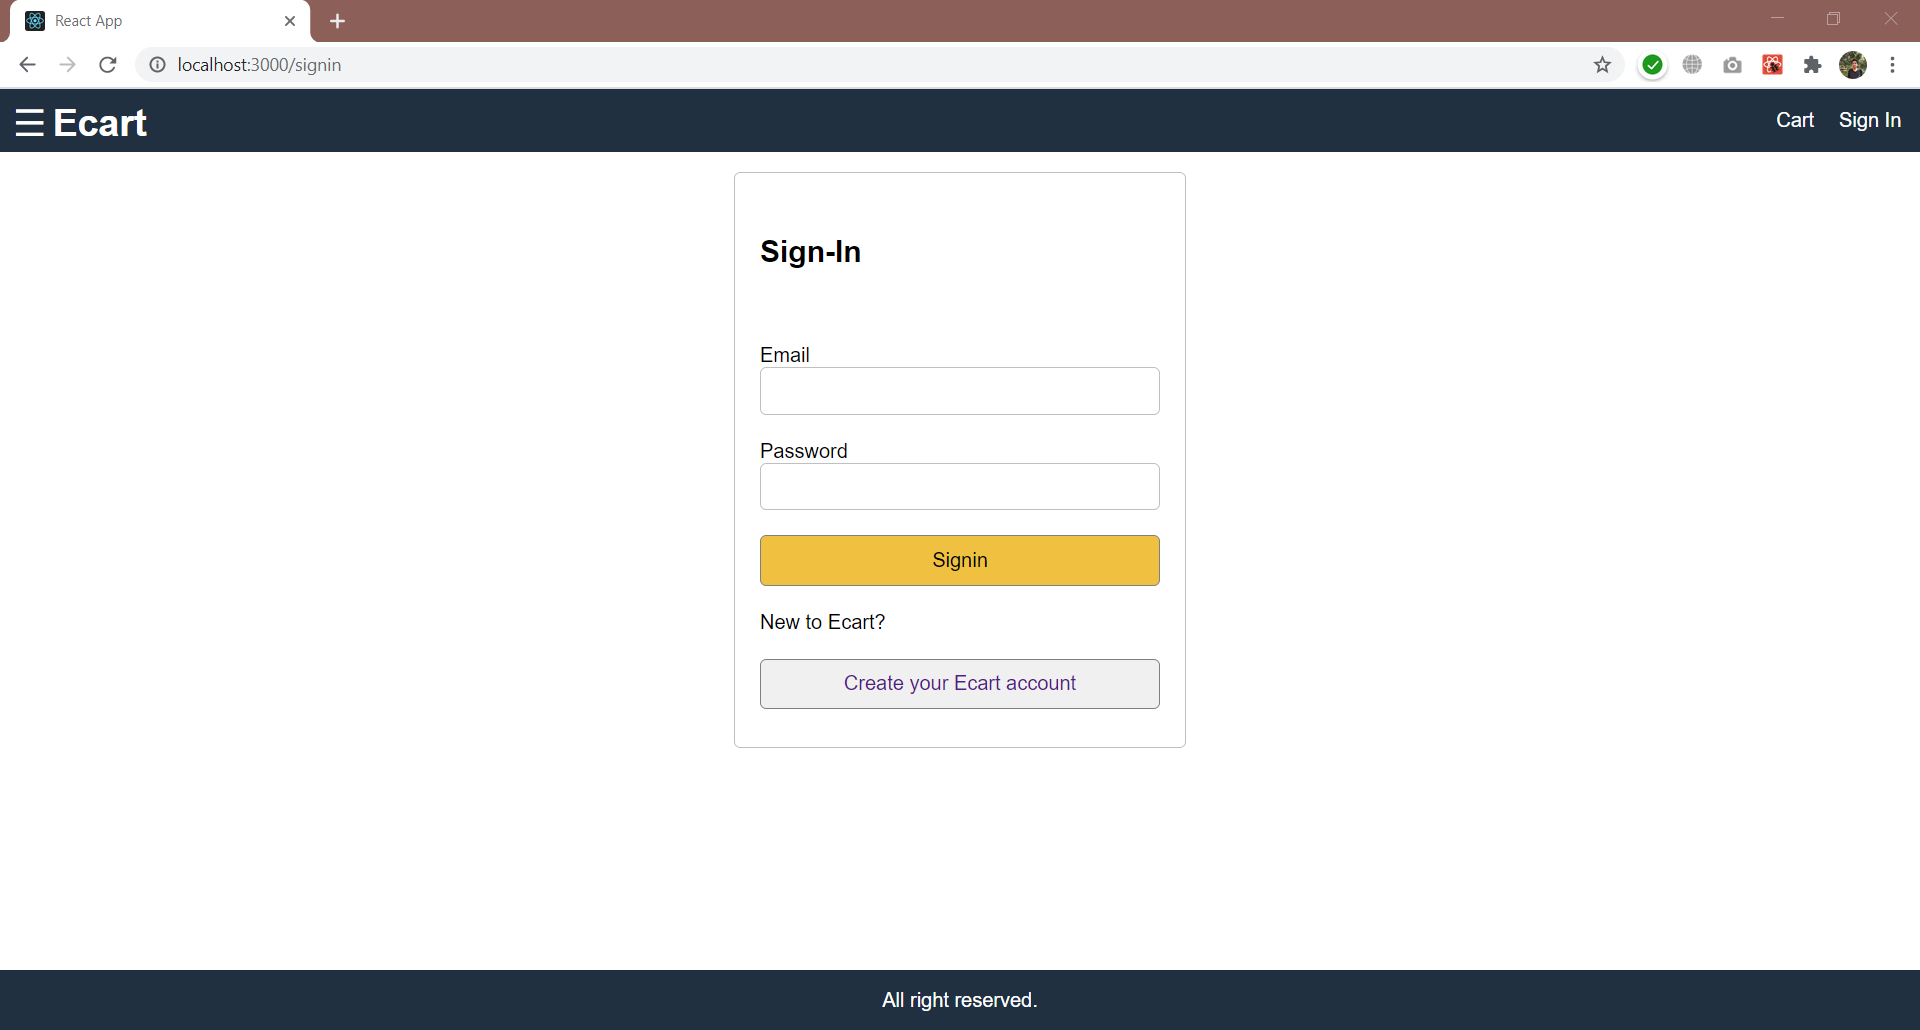 React App
localhost:3000/signin
☰ Ecart
Cart Sign In
Sign-In
Email
Password
Signin
New to Ecart?
Create your Ecart account
All right reserved.